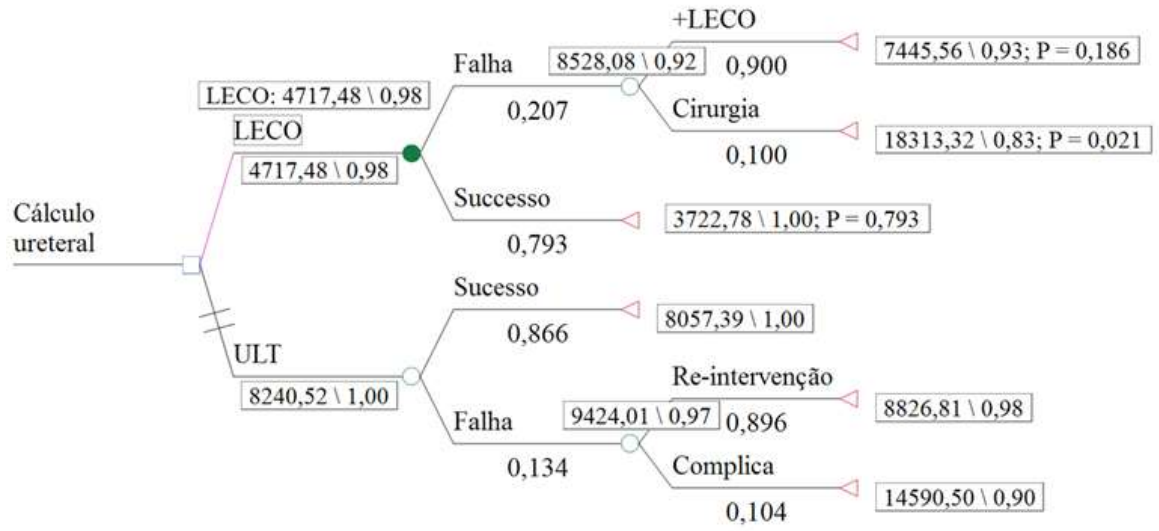 +LECO
7445,56 \ 0,93; P = 0,186
Falha
8528,08 \ 0,92
0,900
LECO: 4717,48 \ 0,98
0,207
Cirurgia
LECO
18313,32 \ 0,83; P = 0,021
0,100
4717,48 \ 0,98
Successo
3722,78 \ 1,00; P = 0,793
0,793
Cálculo
ureteral
Sucesso
8057,39 \ 1,00
0,866
ULT
Re-intervenção
8240,52 \ 1,00
8826,81 \ 0,98
Falha
9424,01 \ 0,97
0,896
0,134
Complica
14590,50 \ 0,90
0,104